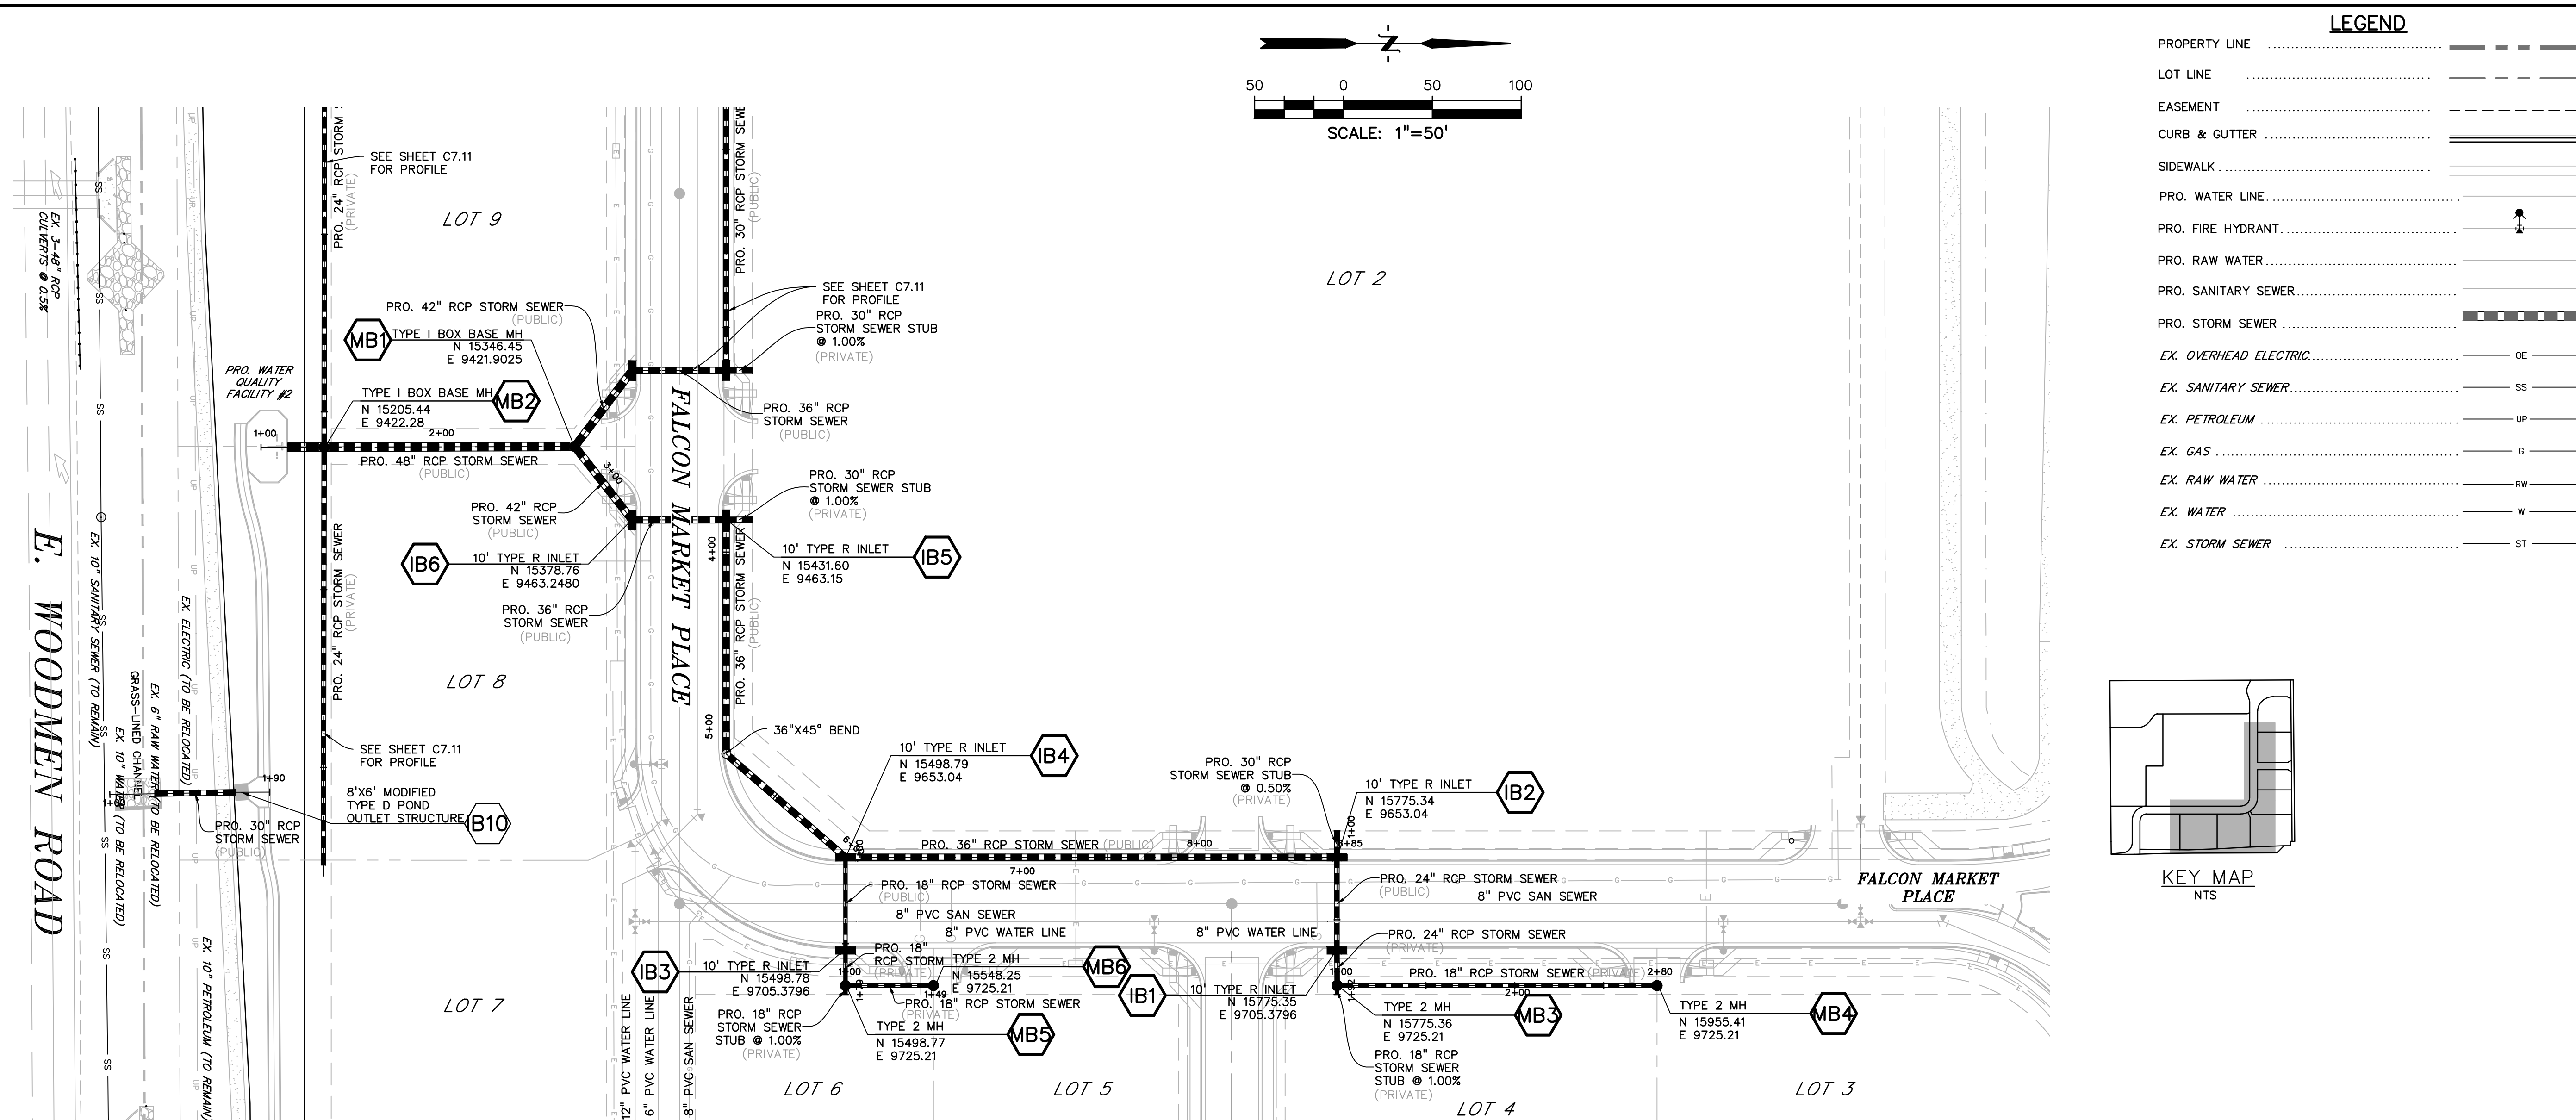 LEGEND
PROPERTY LINE
LOT LINE
EASEMENT
CURB & GUTTER
SIDEWALK
PRO. WATER LINE
PRO. FIRE HYDRANT
PRO. RAW WATER
PRO. SANITARY SEWER
PRO. STORM SEWER
EX. OVERHEAD ELECTRIC OE
EX. SANITARY SEWER SS
EX. PETROLEUM UP
EX. GAS G
EX. RAW WATER RW
EX. WATER W
EX. STORM SEWER ST
KEY MAP
NTS
N
50 0 50 100
SCALE: 1"=50'
EX. 3-48" RCP
CULVERTS @ 0.5%
PRO. 24" RCP STORM S
(PRIVATE)
SEE SHEET C7.11
FOR PROFILE
LOT 9
LOT 2
PRO. 30" RCP STORM SEWE
(PUBLIC)
PRO. 42" RCP STORM SEWER
(PUBLIC)
MB1
TYPE I BOX BASE MH
N 15346.45
E 9421.9025
PRO. WATER
QUALITY
FACILITY #2
TYPE I BOX BASE MH
N 15205.44
E 9422.28
MB2
1+00
2+00
PRO. 48" RCP STORM SEWER
(PUBLIC)
SEE SHEET C7.11
FOR PROFILE
PRO. 30" RCP
STORM SEWER STUB
@ 1.00%
(PRIVATE)
PRO. 36" RCP
STORM SEWER
(PUBLIC)
3+00
PRO. 42" RCP
STORM SEWER
(PUBLIC)
PRO. 30" RCP
STORM SEWER STUB
@ 1.00%
(PRIVATE)
IB6
10' TYPE R INLET
N 15378.76
E 9463.2480
10' TYPE R INLET
N 15431.60
E 9463.15
IB5
PRO. 36" RCP
STORM SEWER
(PUBLIC)
FALCON MARKET PLACE
4+00
PRO. 36" RCP STORM SEWER
(PUBLIC)
5+00
36"X45° BEND
PRO. 24" RCP STORM SEWER
(PRIVATE)
LOT 8
SEE SHEET C7.11
FOR PROFILE
E. WOODMEN ROAD
EX. 10" SANITARY SEWER (TO REMAIN)
GRASS-LINED CHANNEL
EX. 10" WATER (TO BE RELOCATED)
EX. 6" RAW WATER (TO BE RELOCATED)
EX. ELECTRIC (TO BE RELOCATED)
EX. 10" PETROLEUM (TO REMAIN)
1+90
8'X6' MODIFIED
TYPE D POND
OUTLET STRUCTURE
IB10
PRO. 30" RCP
STORM SEWER
(PUBLIC)
10' TYPE R INLET
N 15498.79
E 9653.04
IB4
PRO. 30" RCP
STORM SEWER STUB
@ 0.50%
(PRIVATE)
10' TYPE R INLET
N 15775.34
E 9653.04
IB2
PRO. 36" RCP STORM SEWER (PUBLIC)
7+00
8+00
8+85
1+00
PRO. 18" RCP STORM SEWER
(PUBLIC)
8" PVC SAN SEWER
8" PVC WATER LINE
8" PVC WATER LINE
PRO. 24" RCP STORM SEWER
(PUBLIC)
8" PVC SAN SEWER
FALCON MARKET
PLACE
IB3
10' TYPE R INLET
N 15498.78
E 9705.3796
PRO. 18"
RCP STORM
(PRIVATE)
TYPE 2 MH
N 15548.25
E 9725.21
MB6
1+00
1+79
1+49
PRO. 18" RCP STORM SEWER
(PRIVATE)
PRO. 18" RCP
STORM SEWER
STUB @ 1.00%
(PRIVATE)
TYPE 2 MH
N 15498.77
E 9725.21
MB5
IB1
10' TYPE R INLET
N 15775.35
E 9705.3796
PRO. 24" RCP STORM SEWER
(PRIVATE)
PRO. 18" RCP STORM SEWER (PRIVATE)
1+00
1+92
2+00
2+80
TYPE 2 MH
N 15775.36
E 9725.21
MB3
TYPE 2 MH
N 15955.41
E 9725.21
MB4
PRO. 18" RCP
STORM SEWER
STUB @ 1.00%
(PRIVATE)
12" PVC WATER LINE
6" PVC WATER LINE
8" PVC SAN SEWER
LOT 7
LOT 6
LOT 5
LOT 4
LOT 3